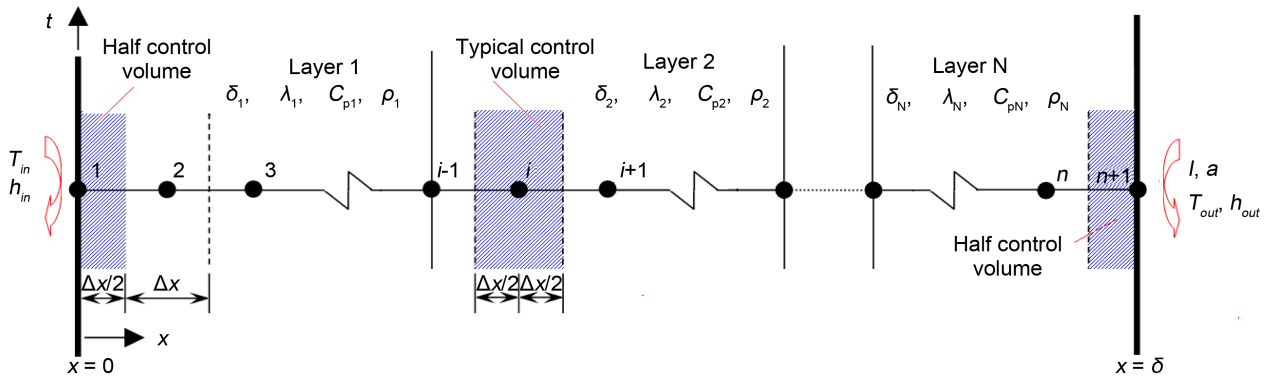 t
Half control
volume
Layer 1
δ1, λ1, Cp1, ρ1
Typical control
volume
Layer 2
δ2, λ2, Cp2, ρ2
Layer N
δN, λN, CpN, ρN
Tin
hin
1
2
3
i-1
i
i+1
n
n+1
I, a
Tout, hout
Half control
volume
Δx/2
Δx
Δx/2
Δx/2
x
x = 0
x = δ